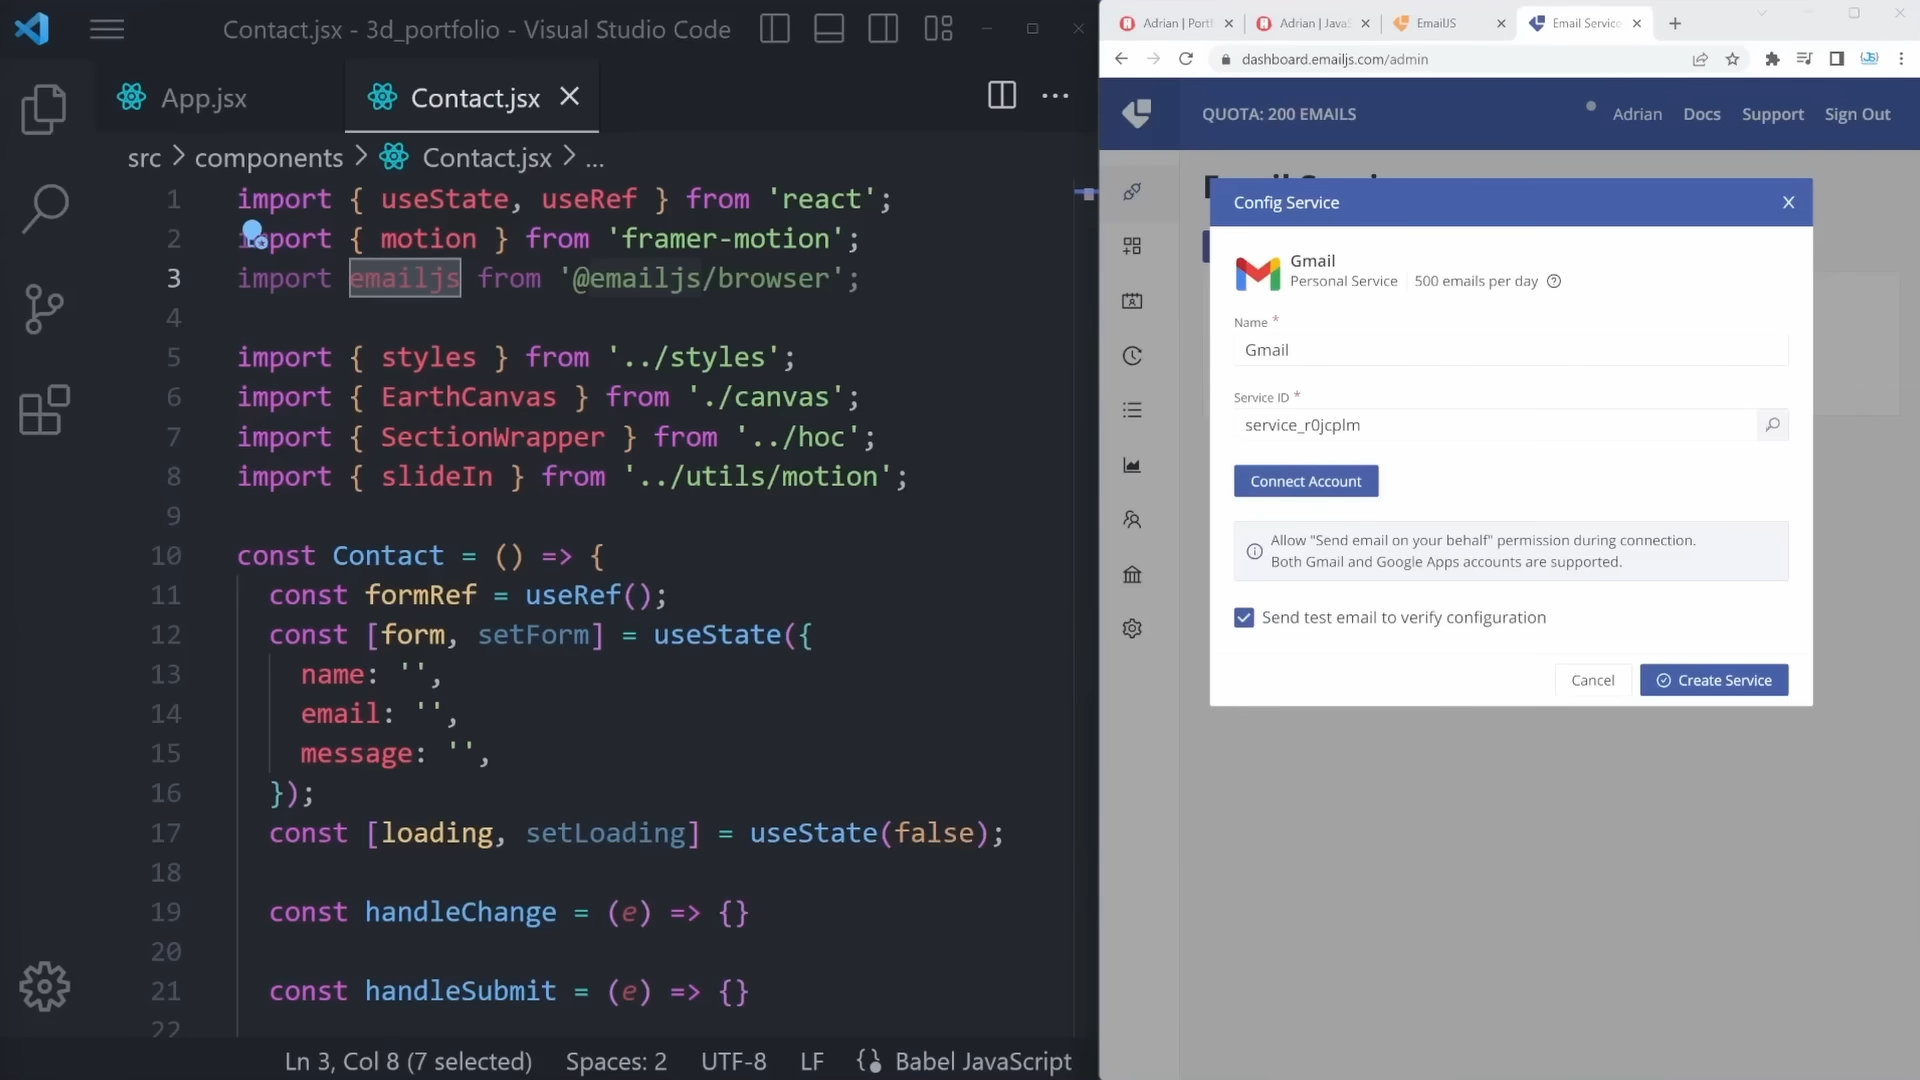 Contact.jsx - 3d_portfolio - Visual Studio Code
App.jsx
Contact.jsx
src > components > Contact.jsx > ...
1 import { useState, useRef } from 'react';
2 import { motion } from 'framer-motion';
3 import emailjs from '@emailjs/browser';
4
5 import { styles } from '../styles';
6 import { EarthCanvas } from './canvas';
7 import { SectionWrapper } from '../hoc';
8 import { slideIn } from '../utils/motion';
9
10 const Contact = () => {
11 const formRef = useRef();
12 const [form, setForm] = useState({
13 name: '',
14 email: '',
15 message: '',
16 });
17 const [loading, setLoading] = useState(false);
18
19 const handleChange = (e) => {}
20
21 const handleSubmit = (e) => {}
22
Ln 3, Col 8 (7 selected) Spaces: 2 UTF-8 LF Babel JavaScript
Adrian | Portf
Adrian | Java
EmailJS
Email Service
dashboard.emailjs.com/admin
QUOTA: 200 EMAILS
Adrian Docs Support Sign Out
Config Service
Gmail
Personal Service 500 emails per day
Name *
Gmail
Service ID *
service_r0jcplm
Connect Account
Allow "Send email on your behalf" permission during connection.
Both Gmail and Google Apps accounts are supported.
Send test email to verify configuration
Cancel Create Service